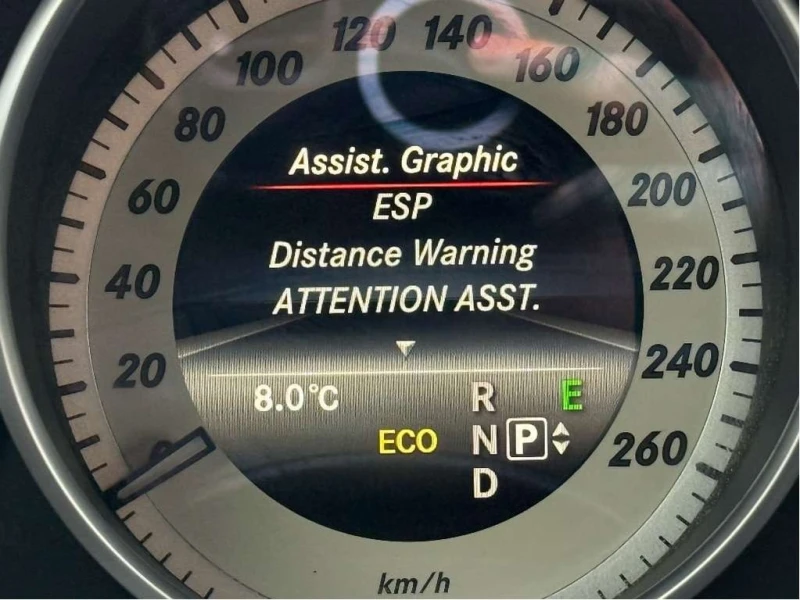 120 140
100 160
80 180
60 200
40 220
20 240
0 260
Assist. Graphic
ESP
Distance Warning
ATTENTION ASST.
8.0°C R E
ECO N P
D
km/h